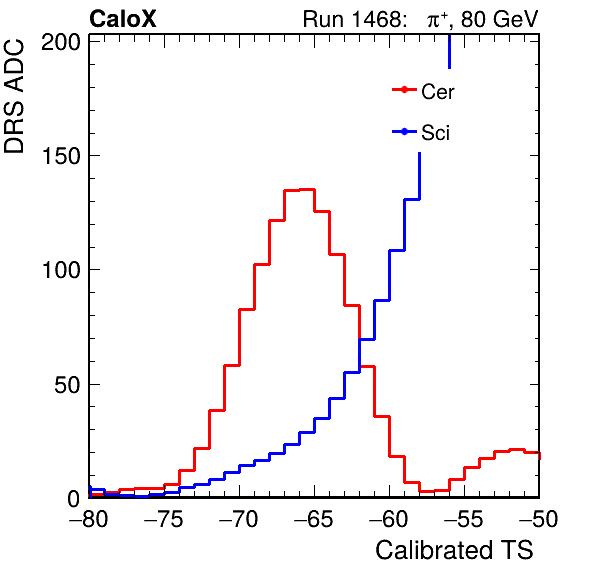 CaloX Run 1468: π⁺, 80 GeV
DRS ADC
200
150
100
50
0
Cer
Sci
−80 −75 −70 −65 −60 −55 −50
Calibrated TS